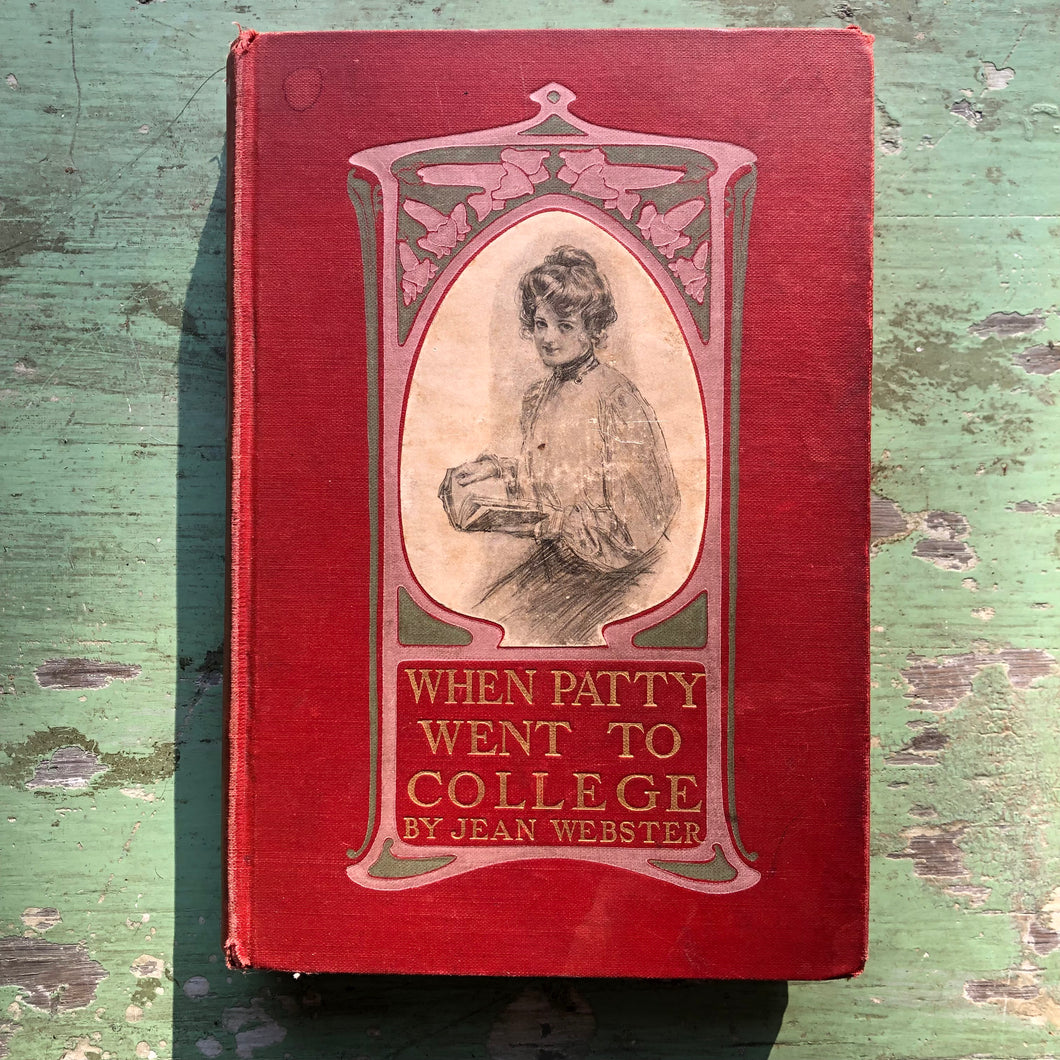 WHEN PATTY
WENT TO
COLLEGE
BY JEAN WEBSTER